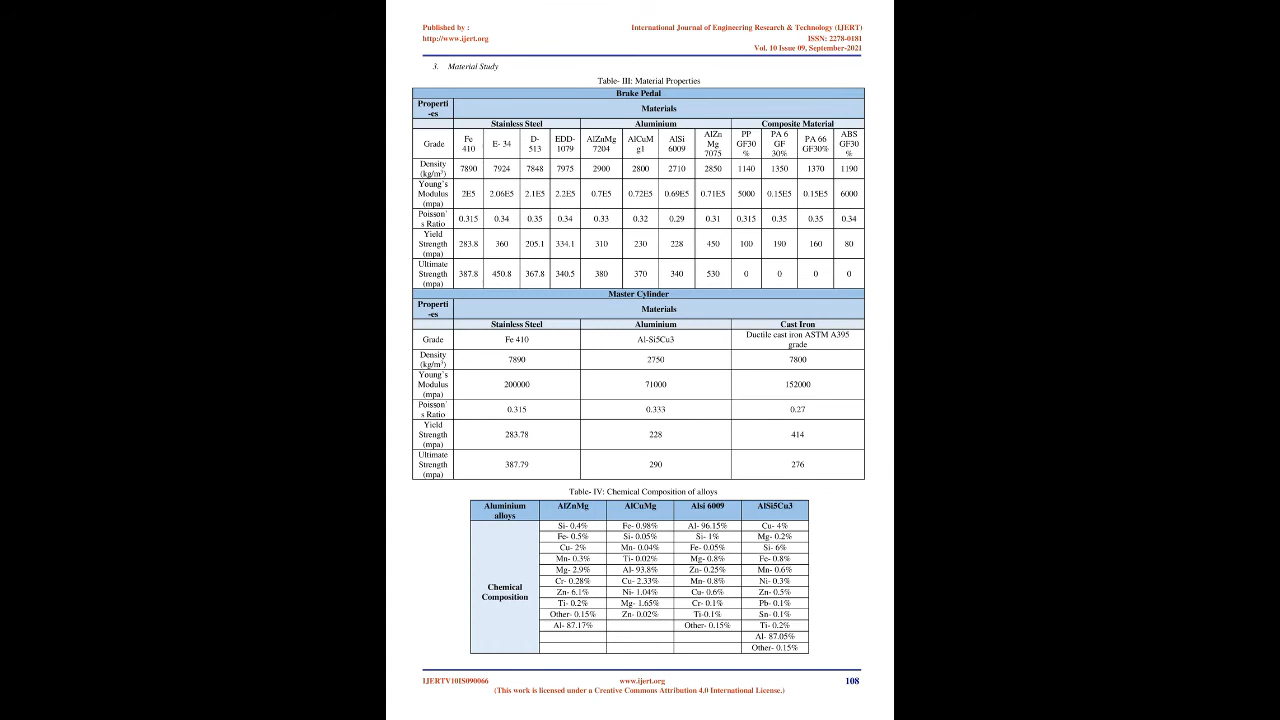 Published by :
International Journal of Engineering Research & Technology (IJERT)
http://www.ijert.org
ISSN: 2278-0181
Vol. 10 Issue 09, September-2021
3. Material Study
Table- III: Material Properties
Brake Pedal
Properti
-es
Materials
Stainless Steel Aluminium Composite Material
Grade Fe 410 E- 34 D- 513 EDD- 1079 AlZnMg 7204 AlCuM g1 AlSi 6009 AlZn Mg 7075 PP GF30 % PA 6 GF 30% PA 66 GF30% ABS GF30 %
Density (kg/m³) 7890 7924 7848 7975 2900 2800 2710 2850 1140 1350 1370 1190
Young's Modulus (mpa) 2E5 2.06E5 2.1E5 2.2E5 0.7E5 0.72E5 0.69E5 0.71E5 5000 0.15E5 0.15E5 6000
Poisson' s Ratio 0.315 0.34 0.35 0.34 0.33 0.32 0.29 0.31 0.315 0.35 0.35 0.34
Yield Strength (mpa) 283.8 360 205.1 334.1 310 230 228 450 100 190 160 80
Ultimate Strength (mpa) 387.8 450.8 367.8 340.5 380 370 340 530 0 0 0 0
Master Cylinder
Properti
-es
Materials
Stainless Steel Aluminium Cast Iron
Grade Fe 410 Al-Si5Cu3 Ductile cast iron ASTM A395 grade
Density (kg/m³) 7890 2750 7800
Young's Modulus (mpa) 200000 71000 152000
Poisson' s Ratio 0.315 0.333 0.27
Yield Strength (mpa) 283.78 228 414
Ultimate Strength (mpa) 387.79 290 276
Table- IV: Chemical Composition of alloys
Aluminium alloys AlZnMg AlCuMg Alsi 6009 AlSi5Cu3
Chemical Composition
Si- 0.4% Fe- 0.98% Al- 96.15% Cu- 4%
Fe- 0.5% Si- 0.05% Si- 1% Mg- 0.2%
Cu- 2% Mn- 0.04% Fe- 0.05% Si- 6%
Mn- 0.3% Ti- 0.02% Mg- 0.8% Fe- 0.8%
Mg- 2.9% Al- 93.8% Zn- 0.25% Mn- 0.6%
Cr- 0.28% Cu- 2.33% Mn- 0.8% Ni- 0.3%
Zn- 6.1% Ni- 1.04% Cu- 0.6% Zn- 0.5%
Ti- 0.2% Mg- 1.65% Cr- 0.1% Pb- 0.1%
Other- 0.15% Zn- 0.02% Ti-0.1% Sn- 0.1%
Al- 87.17% Other- 0.15% Ti- 0.2%
Al- 87.05%
Other- 0.15%
IJERTV10IS090066 www.ijert.org 108
(This work is licensed under a Creative Commons Attribution 4.0 International License.)